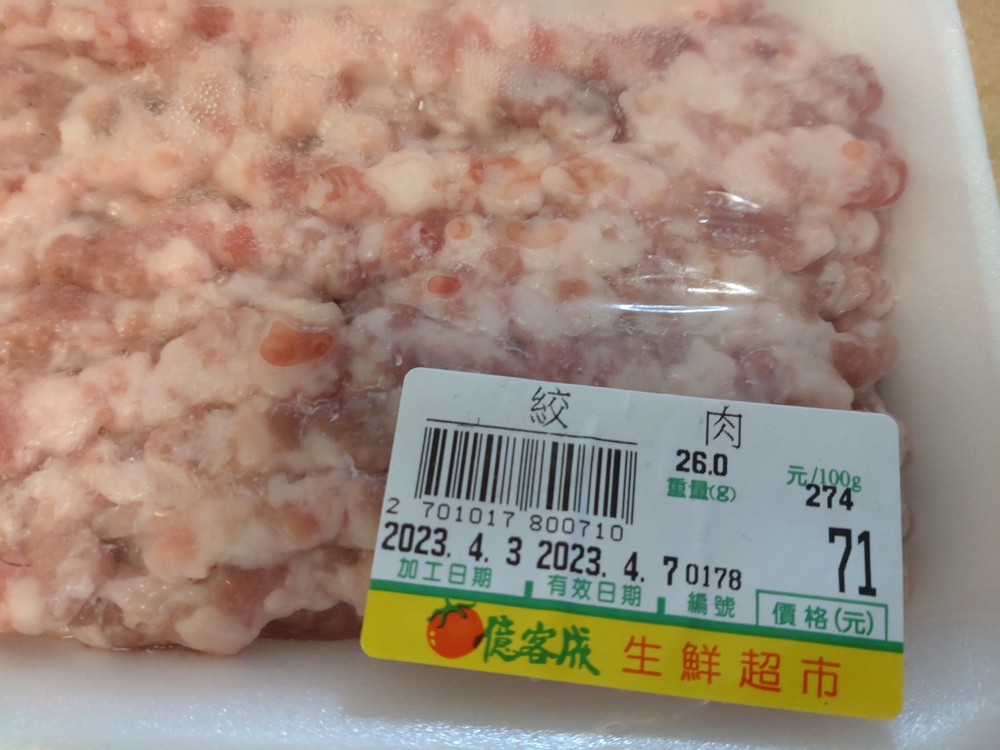 絞 肉
26.0 元/100g
重量(g) 274
2 701017 800710 71
2023. 4. 3 2023. 4. 7 0178
加工日期 有效日期 編號 價格(元)
億客成 生鮮超市